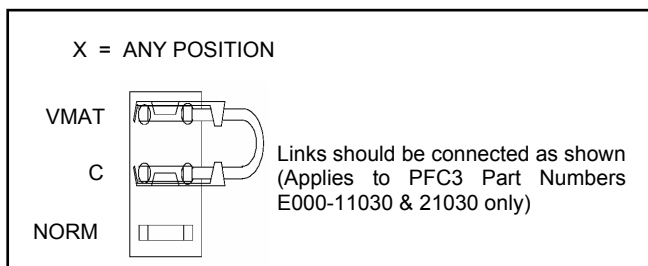 X = ANY POSITION
VMAT
C
Links should be connected as shown
(Applies to PFC3 Part Numbers
E000-11030 & 21030 only)
NORM